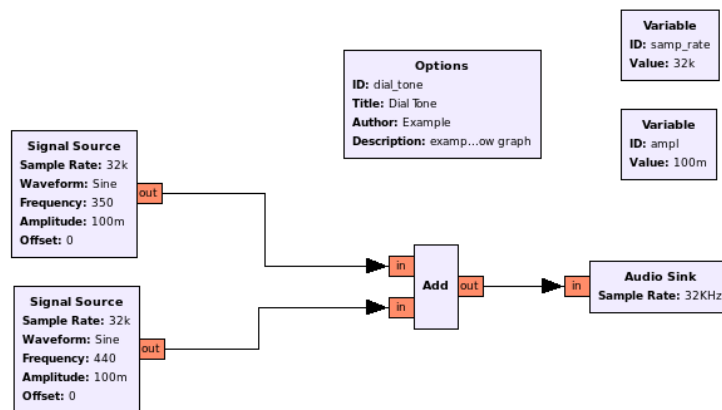 Variable
ID: samp_rate
Value: 32k
Options
ID: dial_tone
Title: Dial Tone
Author: Example
Description: examp...ow graph
Variable
ID: ampl
Value: 100m
Signal Source
Sample Rate: 32k
Waveform: Sine
Frequency: 350
Amplitude: 100m
Offset: 0
out
in
in
Add
out
in
Audio Sink
Sample Rate: 32KHz
Signal Source
Sample Rate: 32k
Waveform: Sine
Frequency: 440
Amplitude: 100m
Offset: 0
out